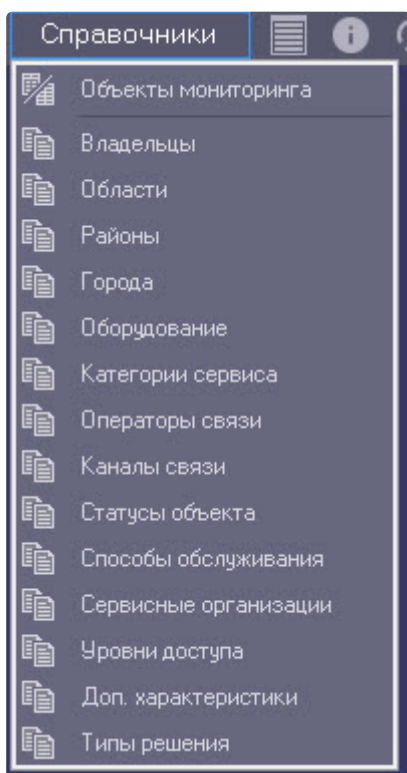 Справочники
Объекты мониторинга
Владельцы
Области
Районы
Города
Оборудование
Категории сервиса
Операторы связи
Каналы связи
Статусы объекта
Способы обслуживания
Сервисные организации
Уровни доступа
Доп. характеристики
Типы решения